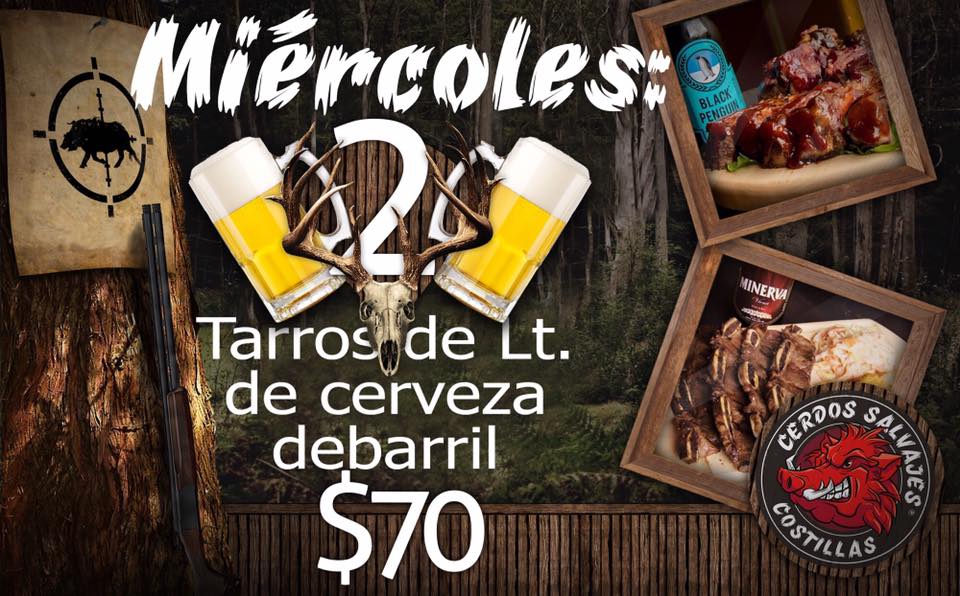 Miércoles:
2
Tarros de Lt.
de cerveza
debarril
$70
BLACK
PENGUIN
MINERVA
CERDOS SALVAJES
COSTILLAS